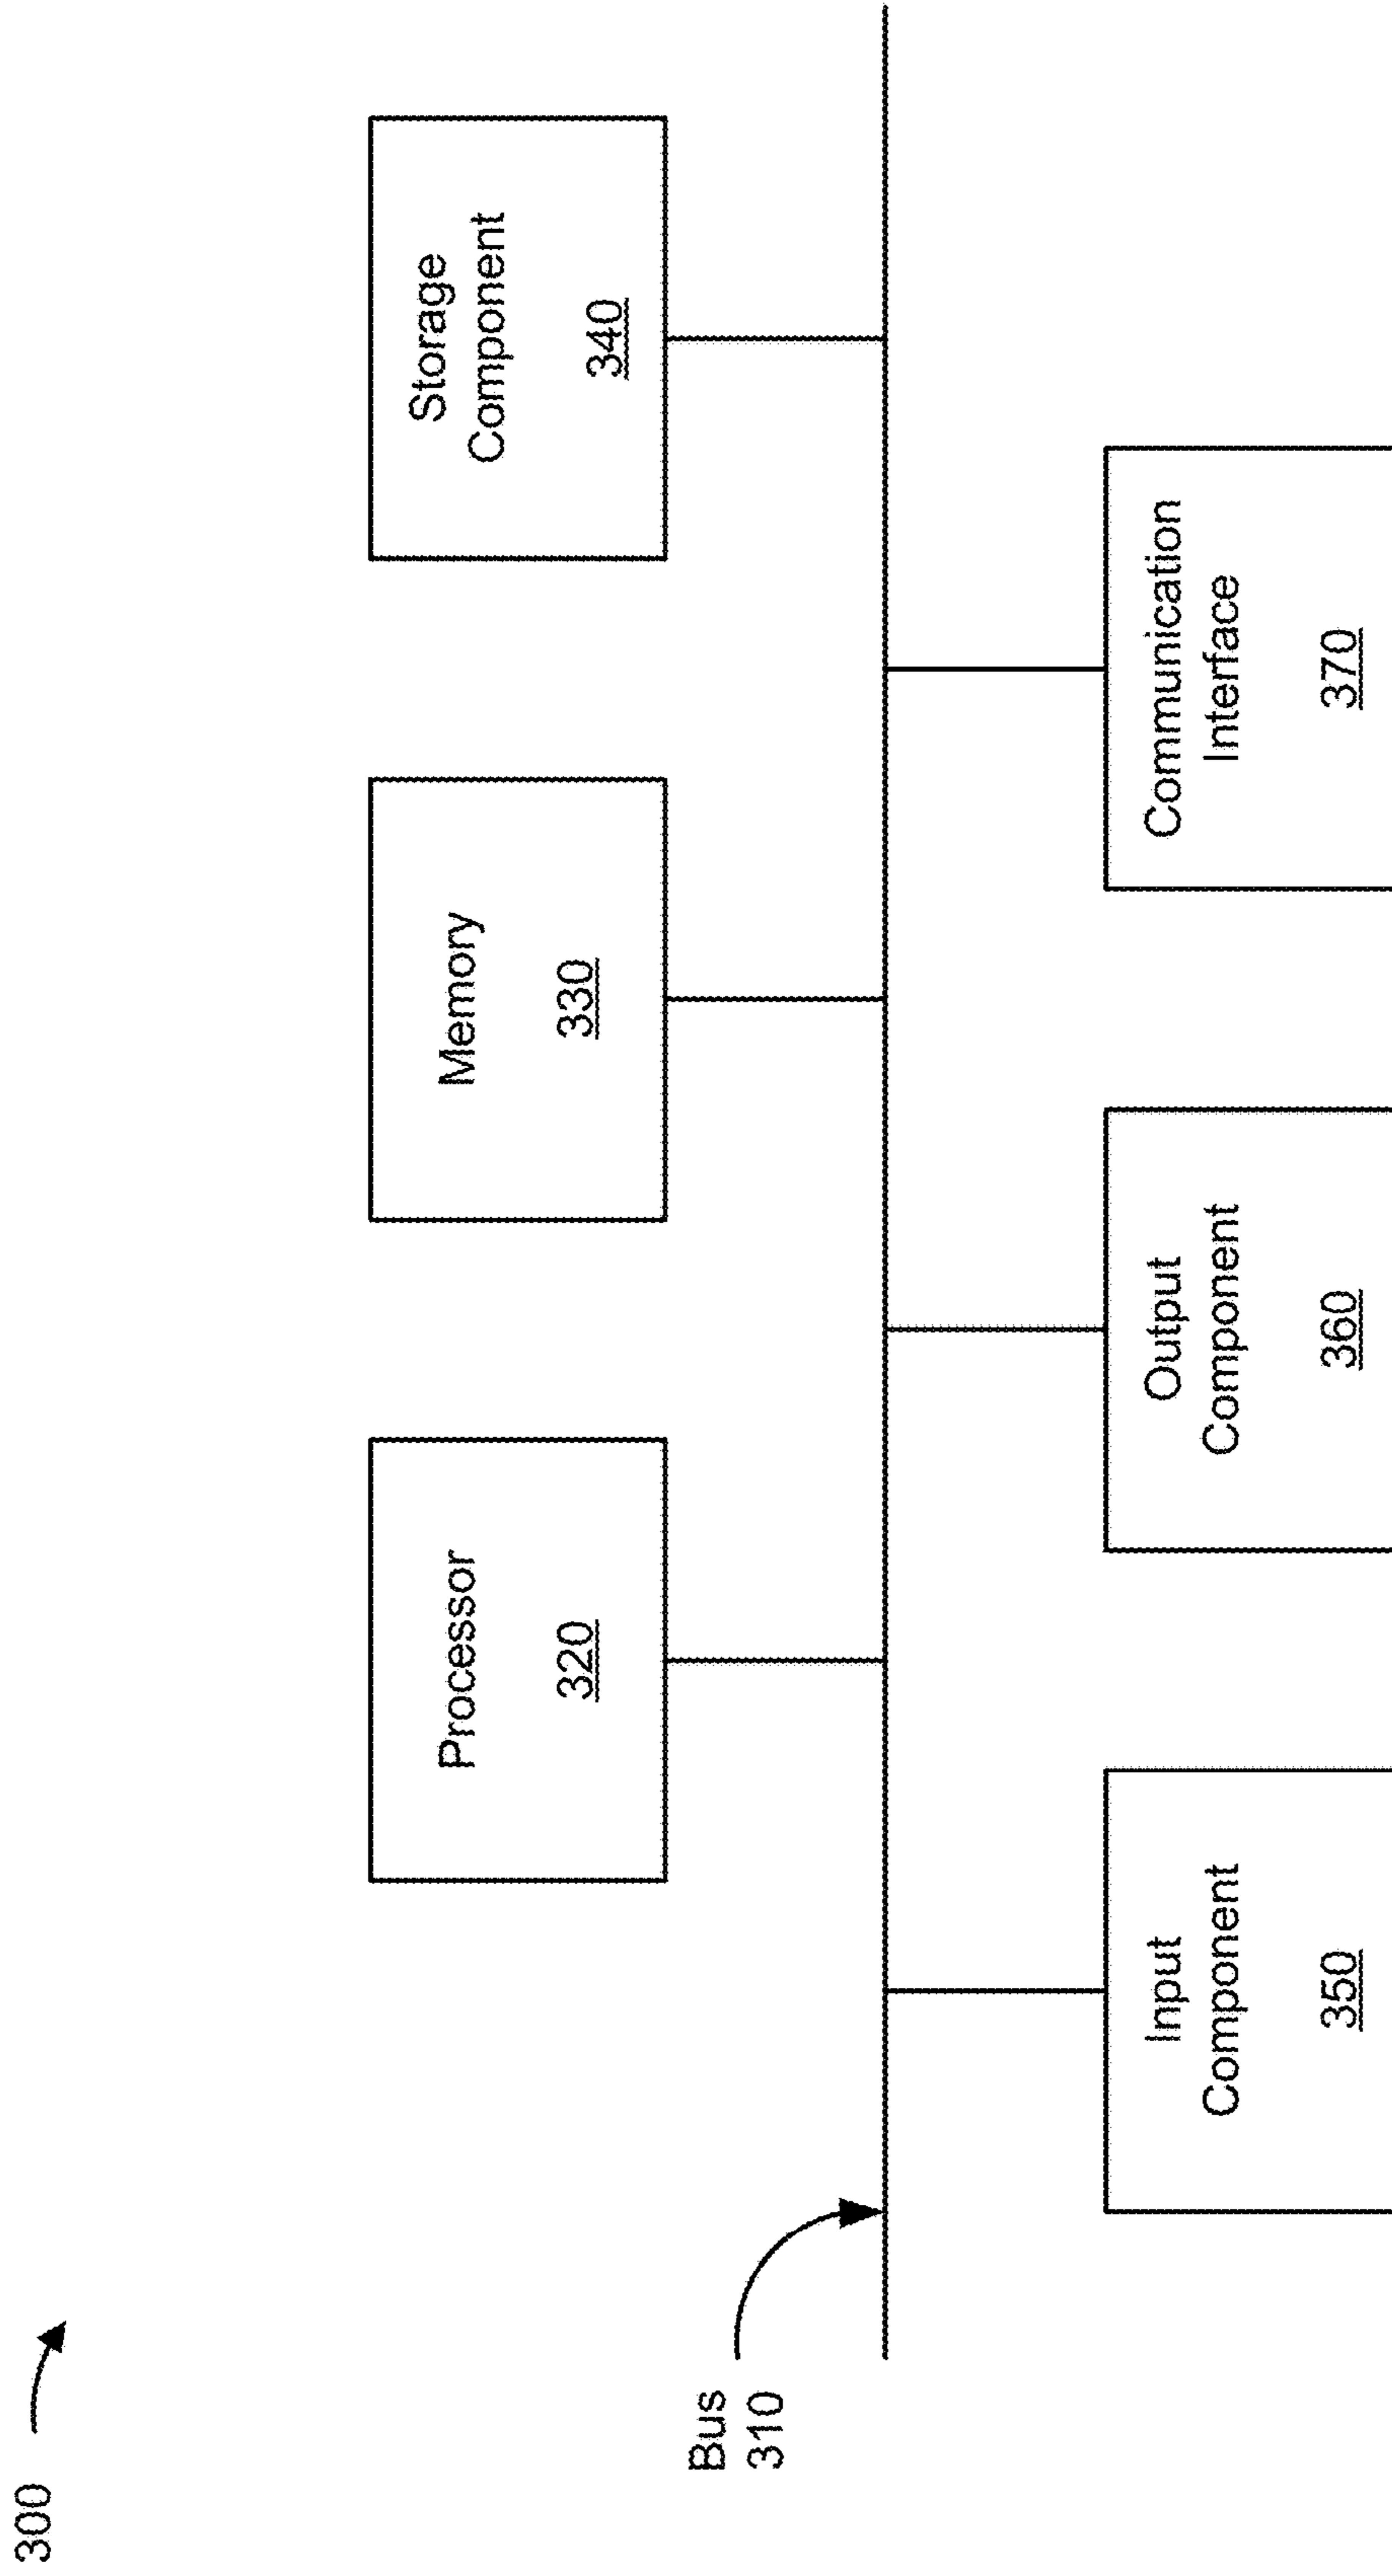 300
Bus
310
Processor
320
Memory
330
Storage
Component
340
Input
Component
350
Output
Component
360
Communication
Interface
370